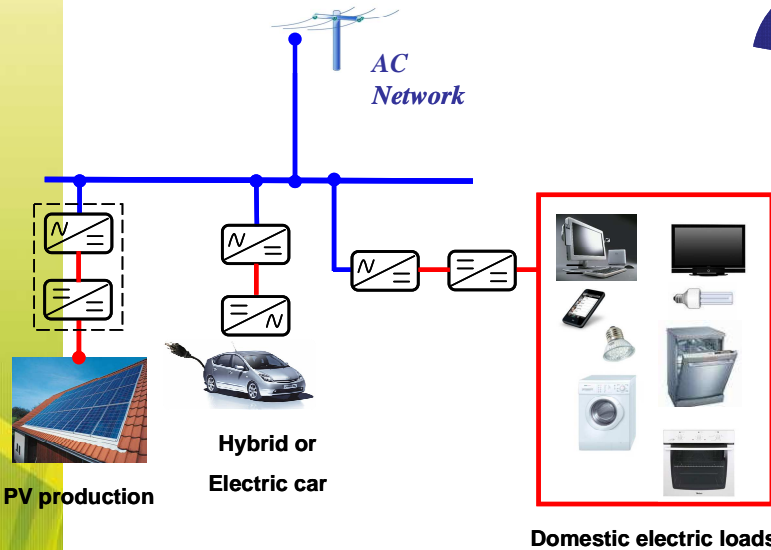 AC
Network
Hybrid or
Electric car
PV production
Domestic electric loads